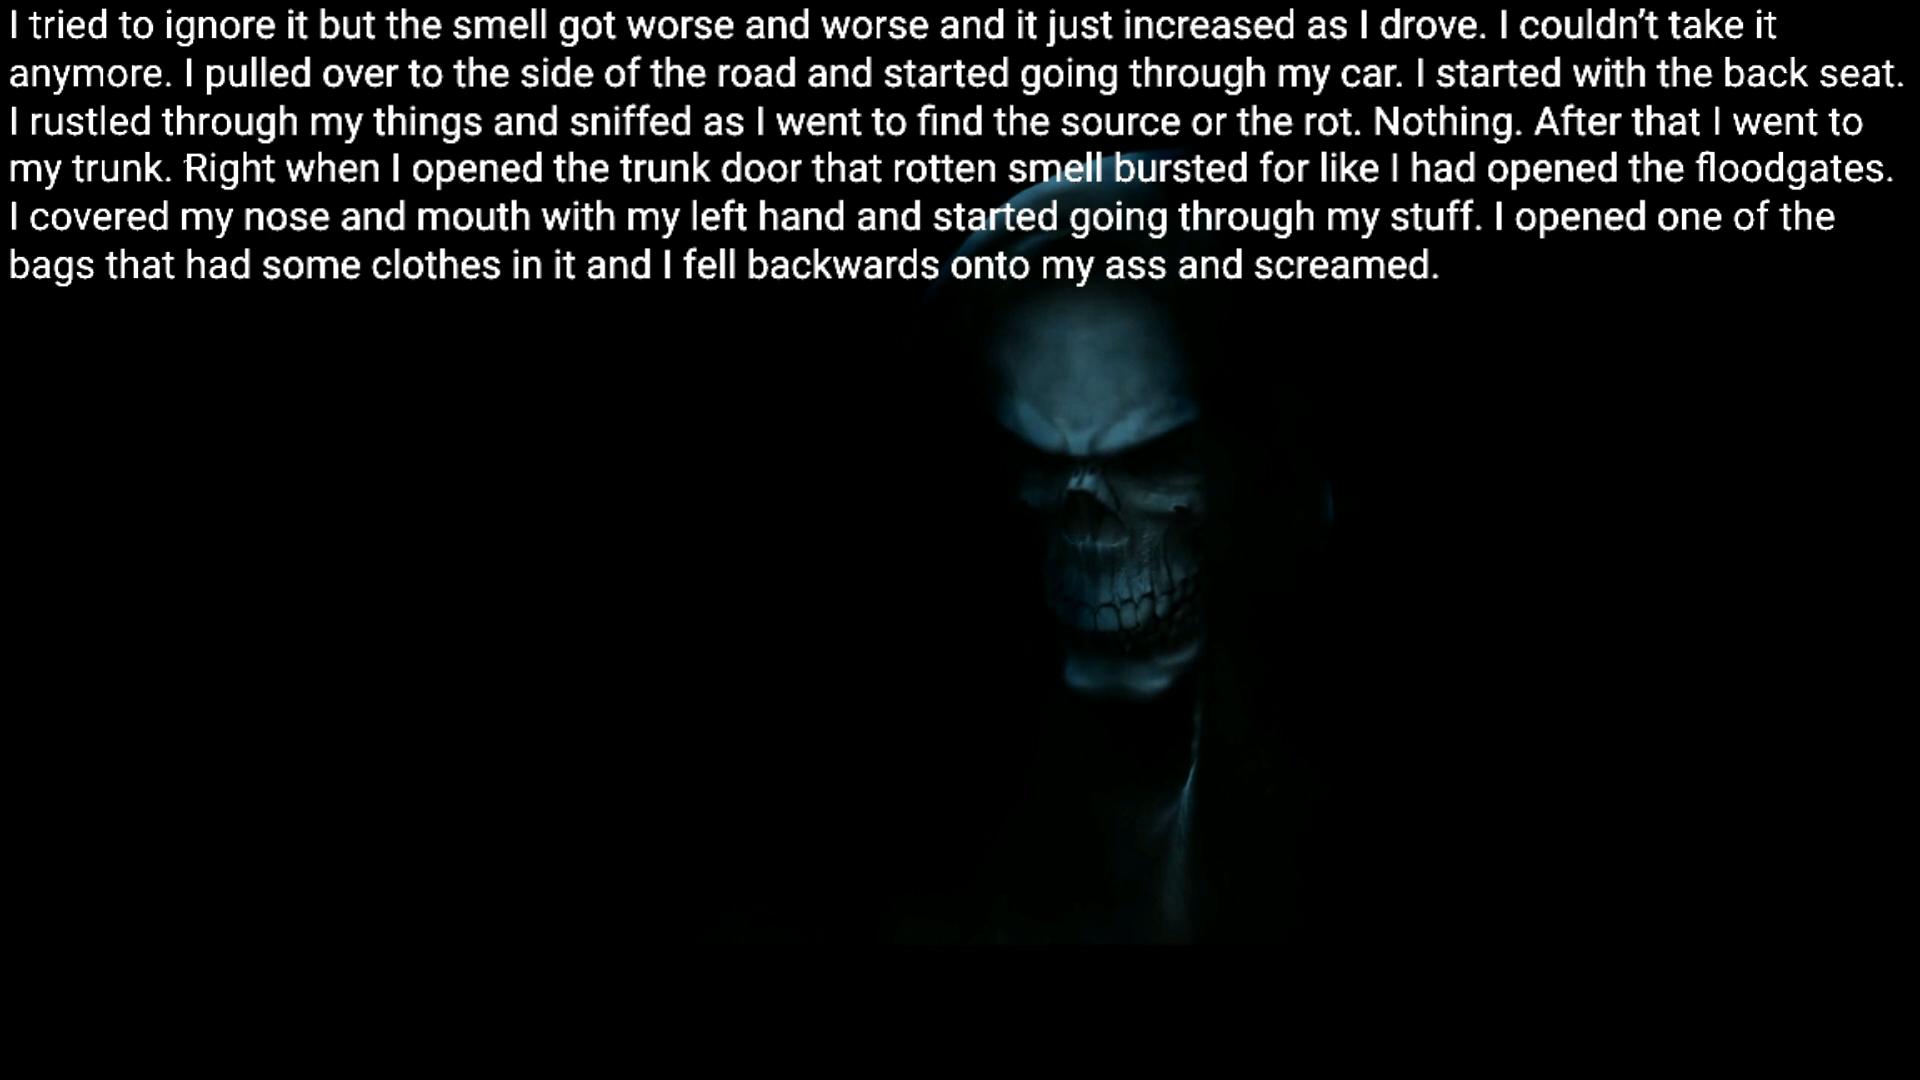 I tried to ignore it but the smell got worse and worse and it just increased as I drove. I couldn’t take it
anymore. I pulled over to the side of the road and started going through my car. I started with the back seat.
I rustled through my things and sniffed as I went to find the source or the rot. Nothing. After that I went to
my trunk. Right when I opened the trunk door that rotten smell bursted for like I had opened the floodgates.
I covered my nose and mouth with my left hand and started going through my stuff. I opened one of the
bags that had some clothes in it and I fell backwards onto my ass and screamed.